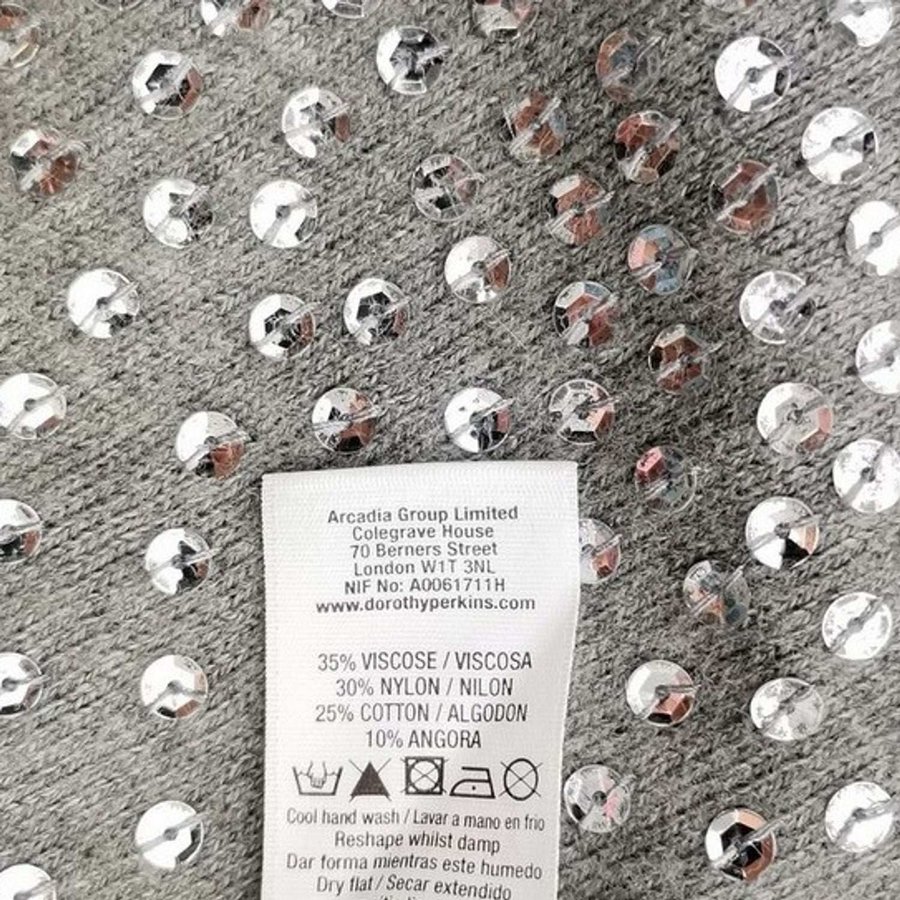 Arcadia Group Limited
Colegrave House
70 Berners Street
London W1T 3NL
NIF No: A0061711H
www.dorothyperkins.com
35% VISCOSE / VISCOSA
30% NYLON / NILON
25% COTTON / ALGODON
10% ANGORA
Cool hand wash / Lavar a mano en frio
Reshape whilst damp
Dar forma mientras este humedo
Dry flat / Secar extendido